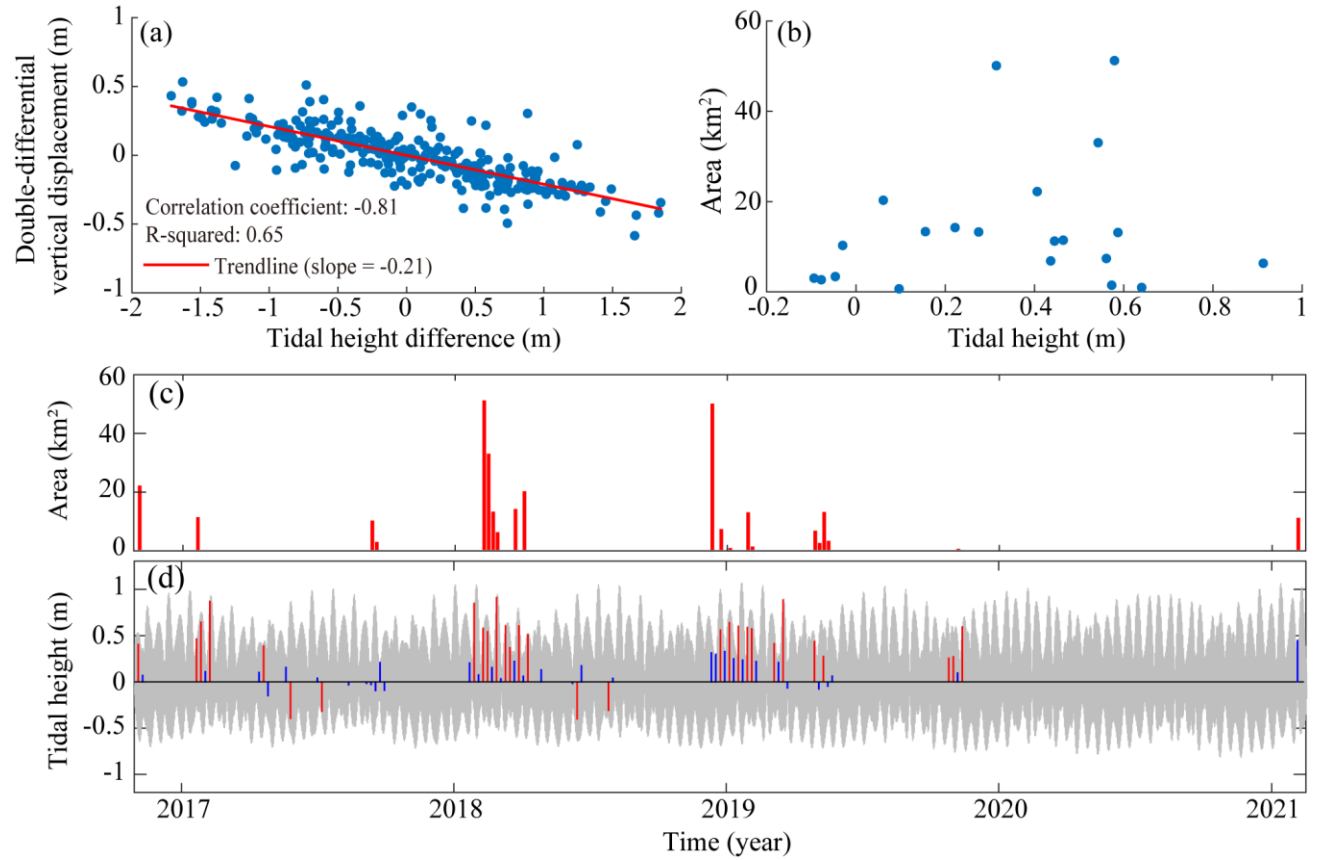 (a)
Double-differential
vertical displacement (m)
1
0.5
0
-0.5
-1
Correlation coefficient: -0.81
R-squared: 0.65
Trendline (slope = -0.21)
-2
-1.5
-1
-0.5
0
0.5
1
1.5
2
Tidal height difference (m)
(b)
Area (km²)
60
40
20
0
-0.2
0
0.2
0.4
0.6
0.8
1
Tidal height (m)
(c)
Area (km²)
60
40
20
0
(d)
Tidal height (m)
1
0.5
0
-0.5
-1
2017
2018
2019
2020
2021
Time (year)